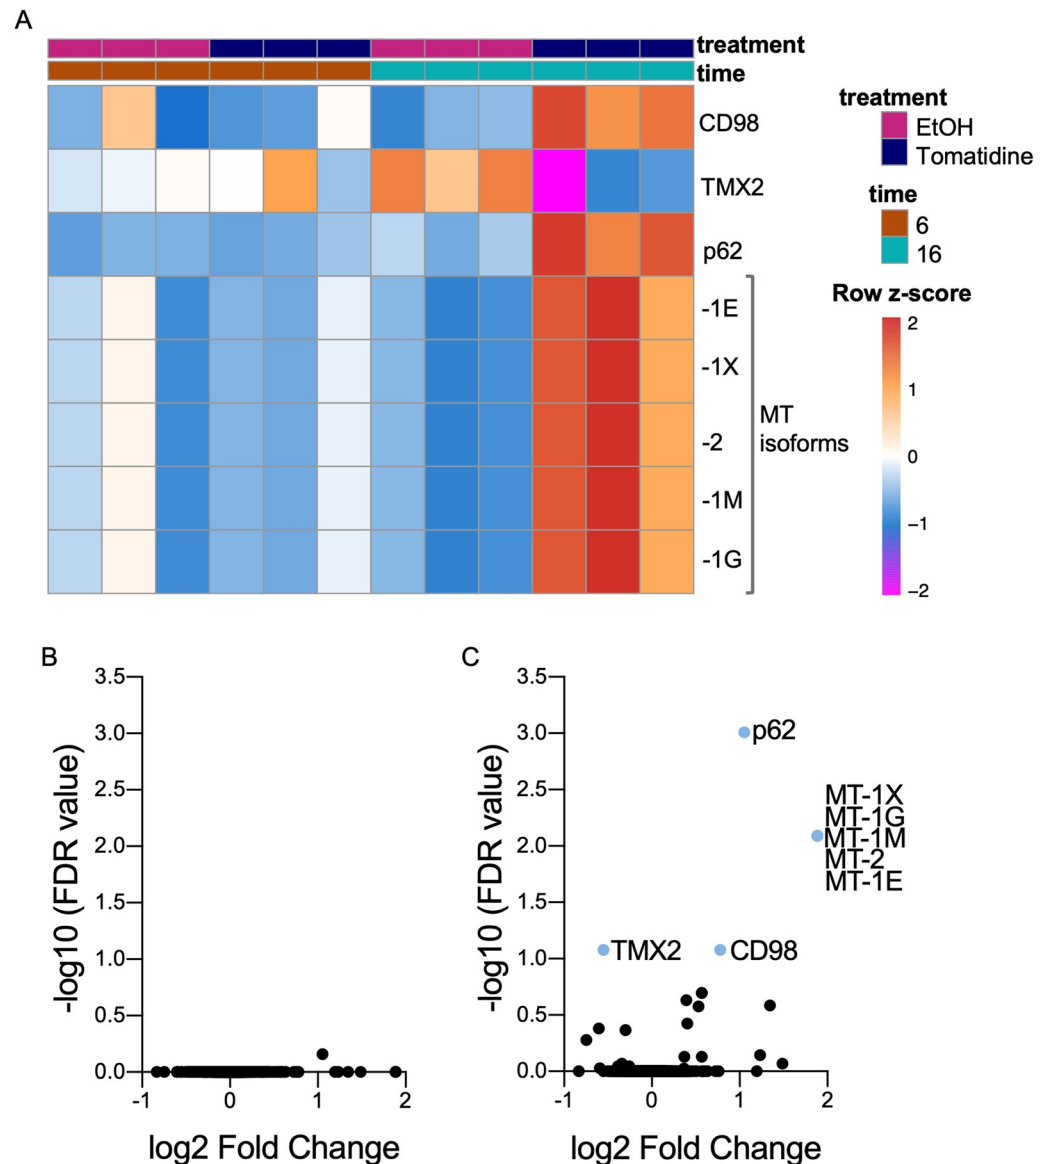 A
treatment
time
CD98
TMX2
p62
-1E
-1X
-2
-1M
-1G
MT
isoforms
treatment
EtOH
Tomatidine
time
6
16
Row z-score
2
1
0
−1
−2
B
3.5
3.0
2.5
2.0
1.5
1.0
0.5
0.0
-1
0
1
2
-log10 (FDR value)
log2 Fold Change
C
3.5
3.0
2.5
2.0
1.5
1.0
0.5
0.0
-1
0
1
2
-log10 (FDR value)
log2 Fold Change
p62
MT-1X
MT-1G
MT-1M
MT-2
MT-1E
TMX2
CD98